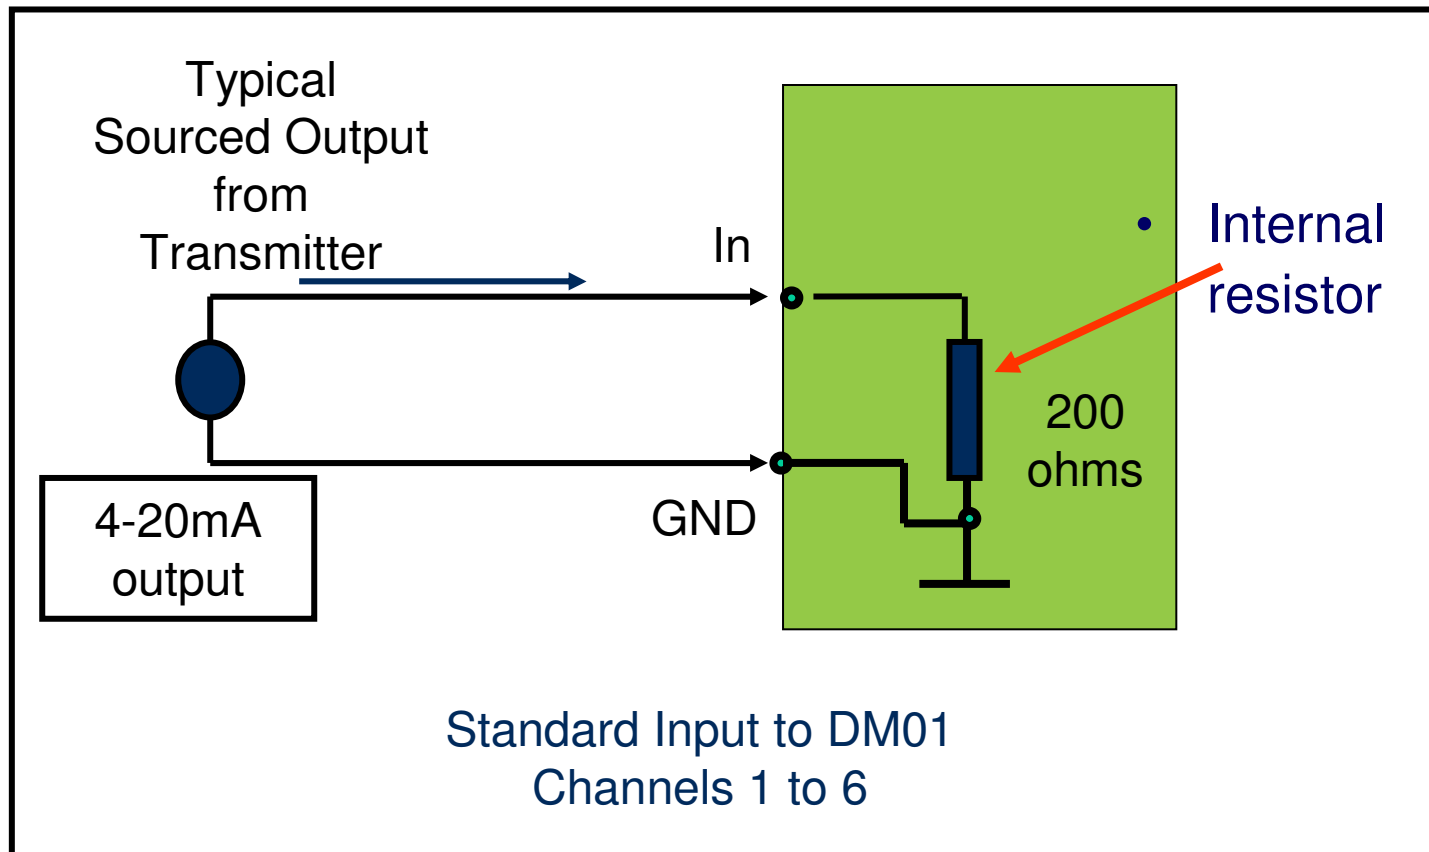 Typical
Sourced Output
from
Transmitter
In
• Internal
resistor
200
ohms
GND
4-20mA
output
Standard Input to DM01
Channels 1 to 6